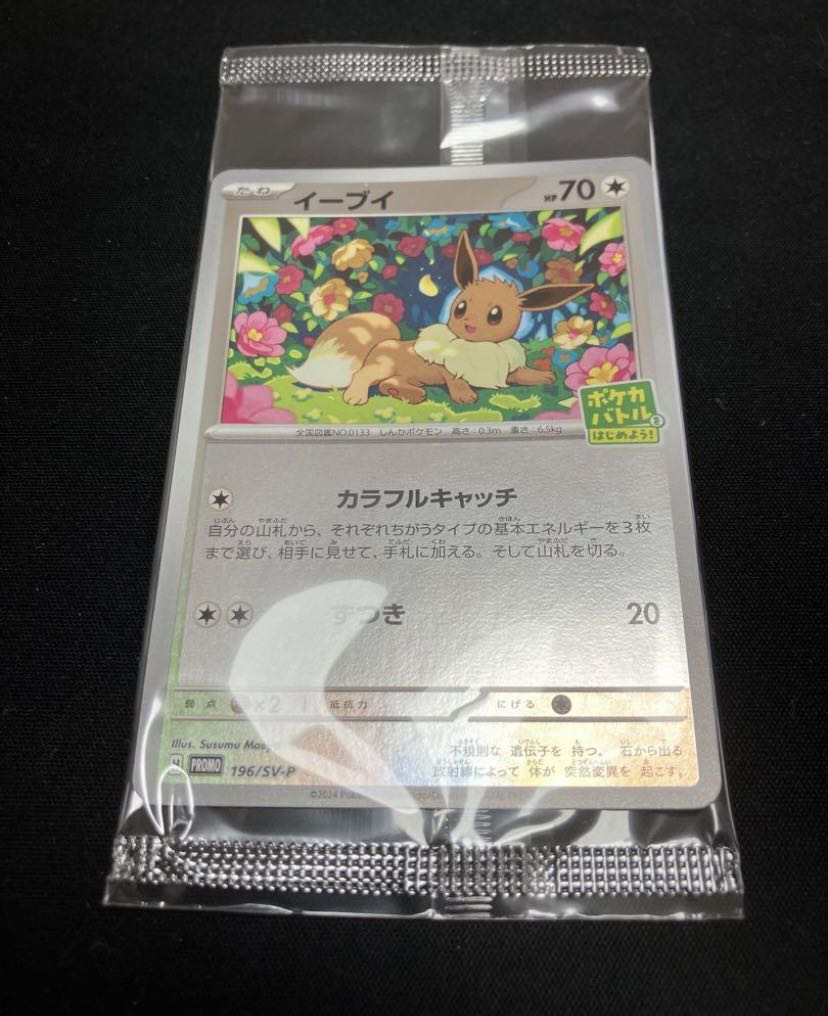 たね
イーブイ
HP 70
全国図鑑NO.0133 しんかポケモン 高さ:0.3m 重さ:6.5kg
ポケカ
バトル
はじめよう!
カラフルキャッチ
自分の山札から、それぞれちがうタイプの基本エネルギーを3枚
まで選び、相手に見せて、手札に加える。そして山札を切る。
ずつき 20
弱点 ×2 抵抗力 にげる
Illus. Susumu
不規則な 遺伝子を 持つ。 石から出る
放射線によって 体が 突然変異を 起こす。
PROMO 196/SV-P
©2024